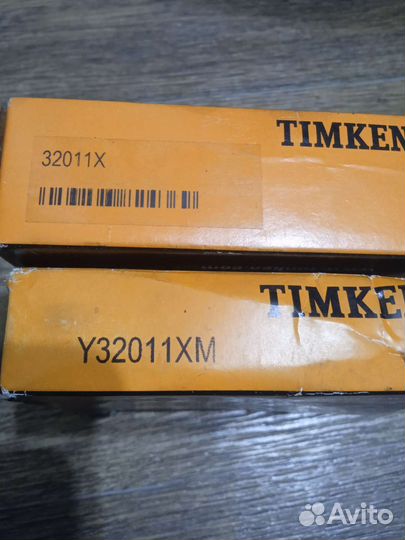 TIMKEN
32011X
TIMKEN
Y32011XM
Avito